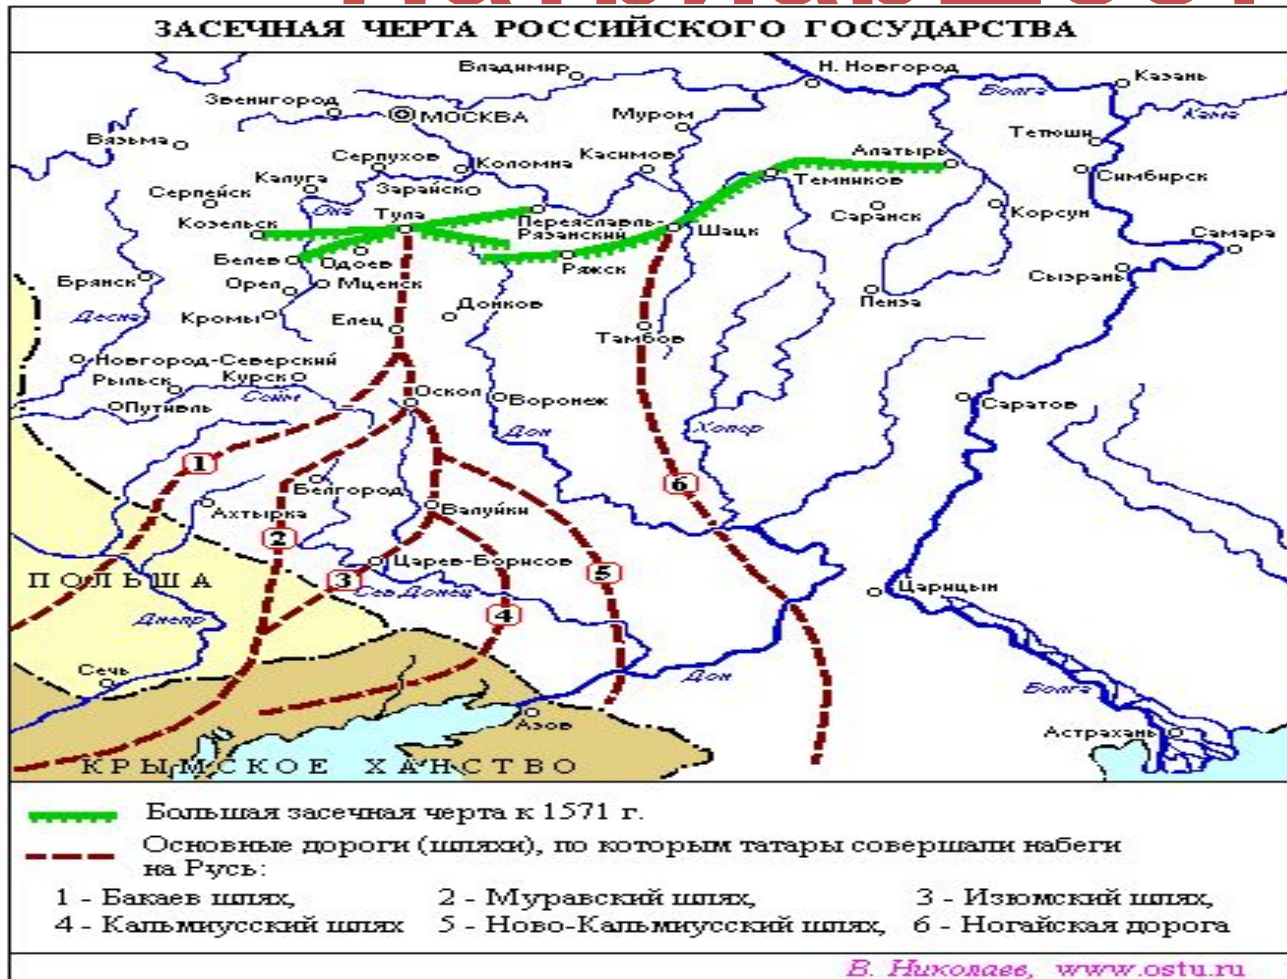 ЗАСЕЧНАЯ ЧЕРТА РОССИЙСКОГО ГОСУДАРСТВА
Владимир
Н. Новгород
Волга
Казань
Кама
Звенигород
МОСКВА
Муром
Тетюши
Вязьма
Серпухов
Коломна
Касимов
Алатырь
Темников
Симбирск
Калуга
Зарайск
Серпейск
Ока
Тула
Козельск
Переяславль-
Рязанский
Шацк
Саранск
Корсун
Самара
Белев
Одоев
Ряжск
Сызрань
Брянск
Орел
Мценск
Пенза
Десна
Кромы
Елец
Донков
Тамбов
Новгород-Северский
Рыльск
Курск
Сейм
Путивль
Оскол
Воронеж
Дон
Хопер
Саратов
1
Белгород
6
Ахтырка
Валуйки
2
Царев-Борисов
5
ПОЛЬША
3
Сев Донец
Царицын
4
Днепр
Сечь
Дон
Волга
Азов
Астрахань
КРЫМСКОЕ ХАНСТВО
Большая засечная черта к 1571 г.
Основные дороги (шляхи), по которым татары совершали набеги
на Русь:
1 - Бакаев шлях, 2 - Муравский шлях, 3 - Изюмский шлях,
4 - Кальмиусский шлях 5 - Ново-Кальмиусский шлях, 6 - Ногайская дорога
В. Николаев, www.ostu.ru